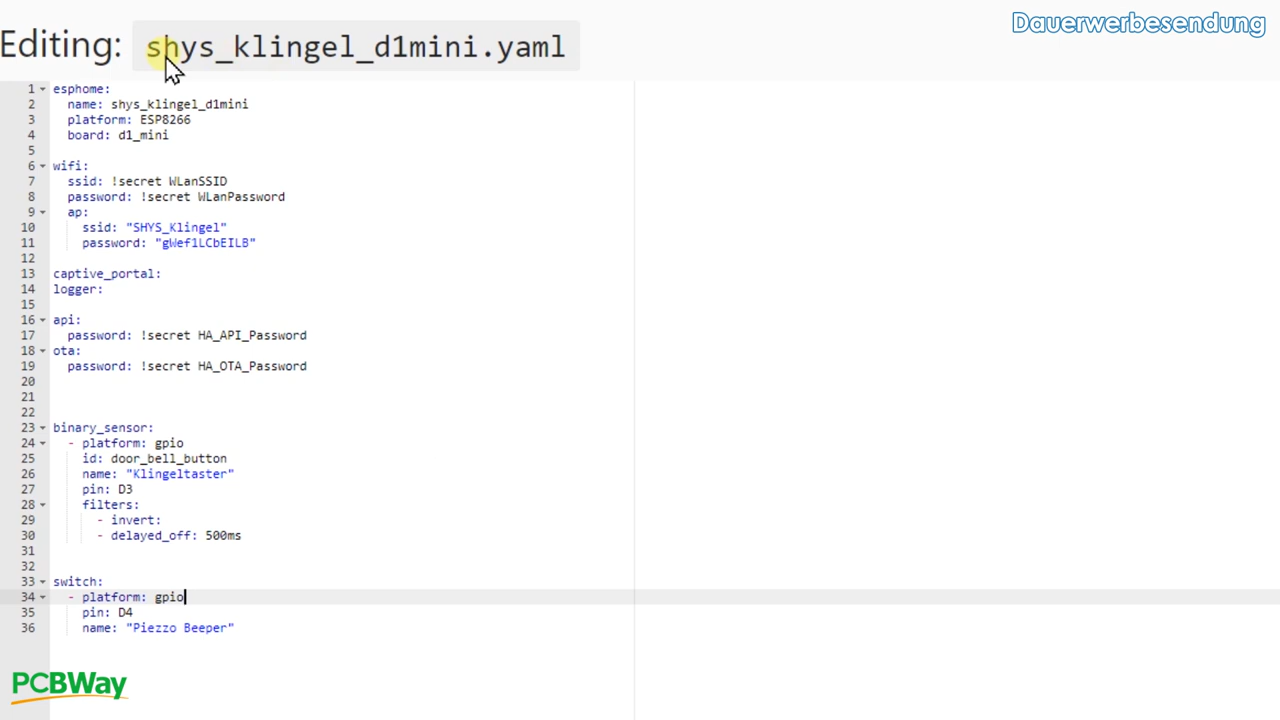 Dauerwerbesendung
Editing: shys_klingel_d1mini.yaml
1 esphome:
2   name: shys_klingel_d1mini
3   platform: ESP8266
4   board: d1_mini
5
6 wifi:
7   ssid: !secret WLanSSID
8   password: !secret WLanPassword
9   ap:
10     ssid: "SHYS_Klingel"
11     password: "gWef1LCbEILB"
12
13 captive_portal:
14 logger:
15
16 api:
17   password: !secret HA_API_Password
18 ota:
19   password: !secret HA_OTA_Password
20
21
22
23 binary_sensor:
24   - platform: gpio
25     id: door_bell_button
26     name: "Klingeltaster"
27     pin: D3
28     filters:
29       - invert:
30       - delayed_off: 500ms
31
32
33 switch:
34   - platform: gpio
35     pin: D4
36     name: "Piezzo Beeper"
PCBWay